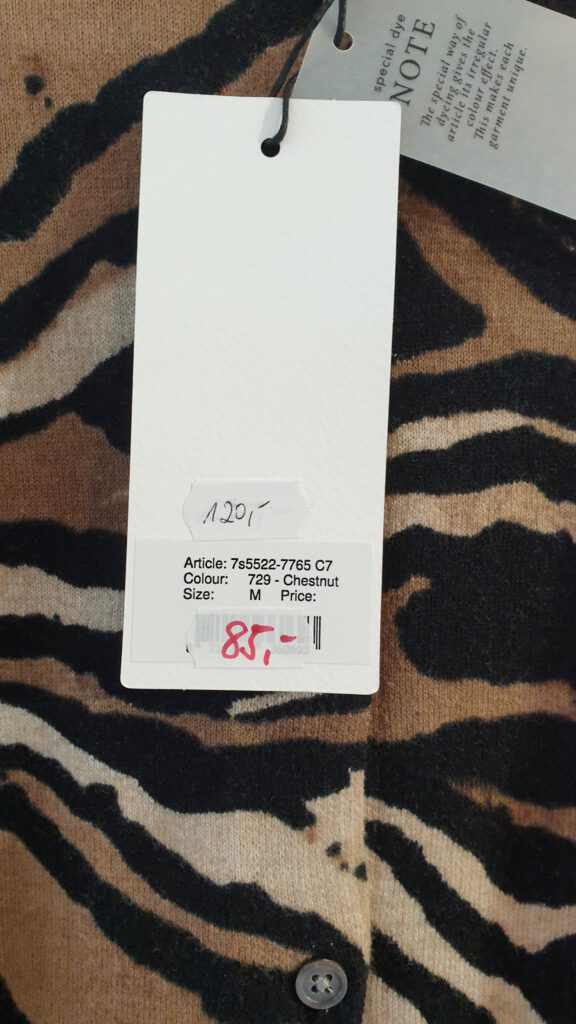 special dye
NOTE
The special way of
dyeing gives the
article its irregular
colour effect.
This makes each
garment unique.
120,-
Article: 7s5522-7765 C7
Colour: 729 - Chestnut
Size: M Price:
85,-